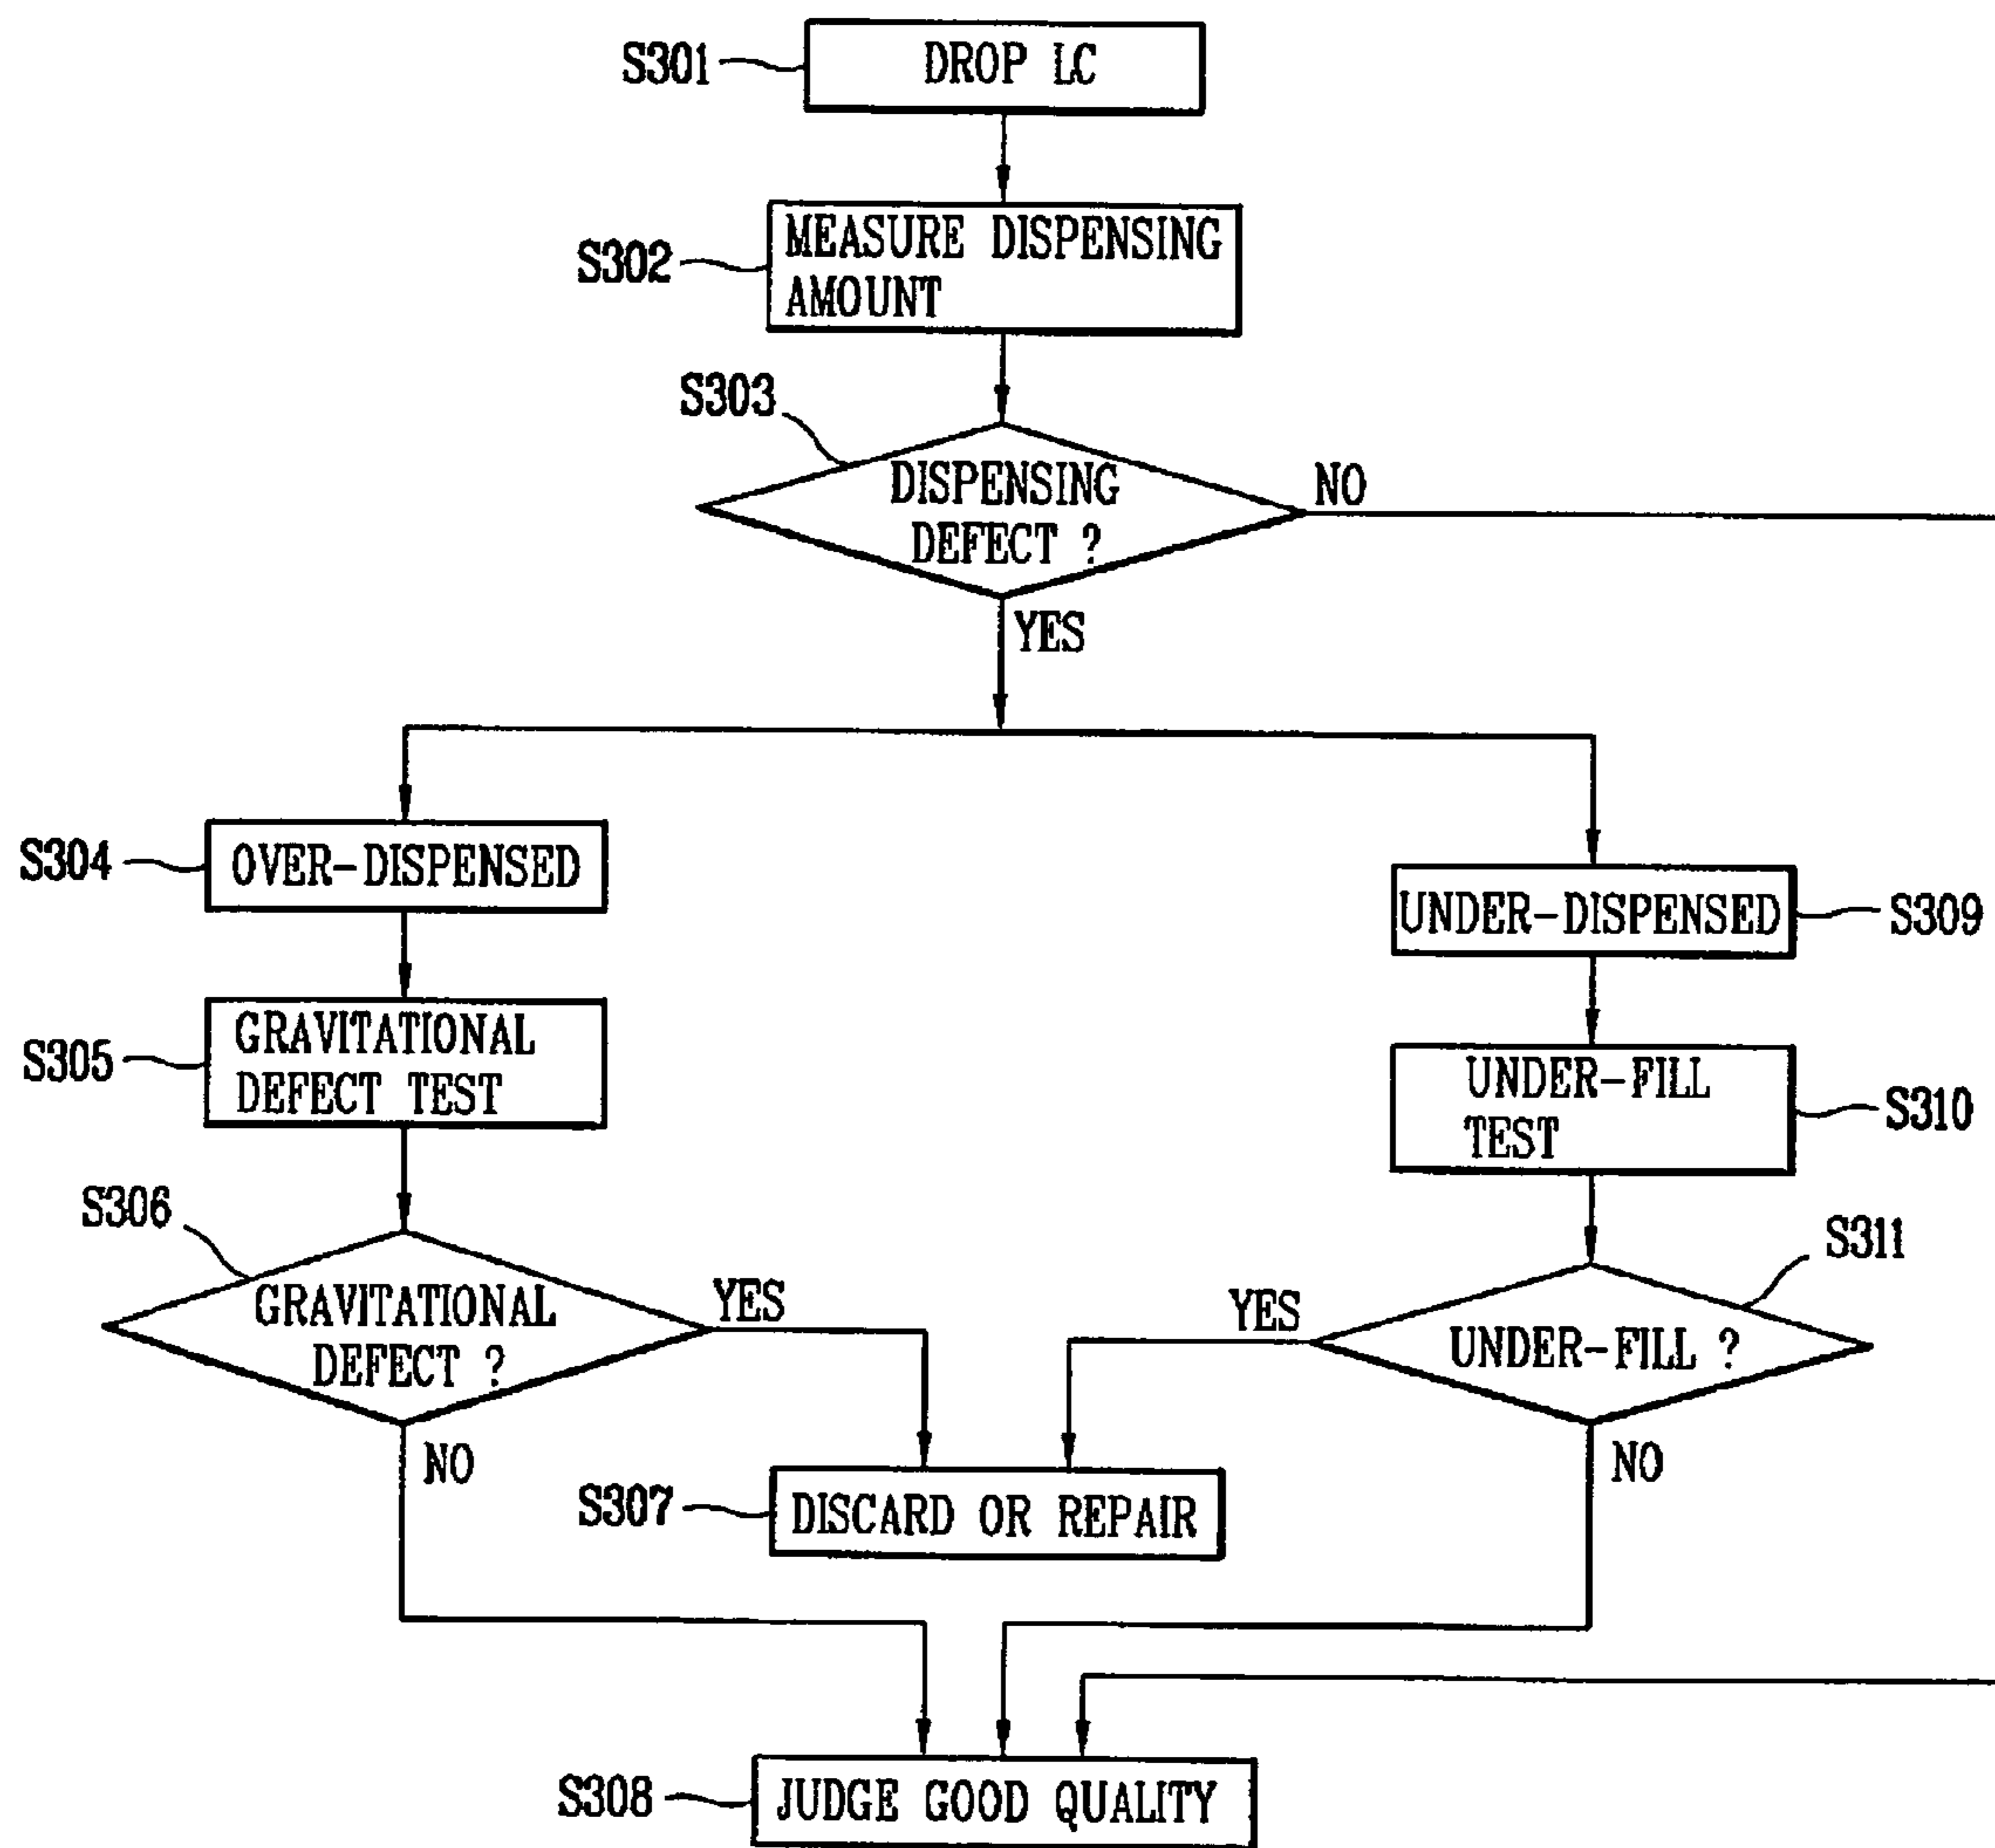 S301
DROP LC
S302
MEASURE DISPENSING
AMOUNT
S303
DISPENSING
DEFECT ?
NO
YES
S304
OVER-DISPENSED
UNDER-DISPENSED
S309
S305
GRAVITATIONAL
DEFECT TEST
UNDER-FILL
TEST
S310
S306
GRAVITATIONAL
DEFECT ?
YES
NO
S311
UNDER-FILL ?
YES
NO
S307
DISCARD OR REPAIR
S308
JUDGE GOOD QUALITY